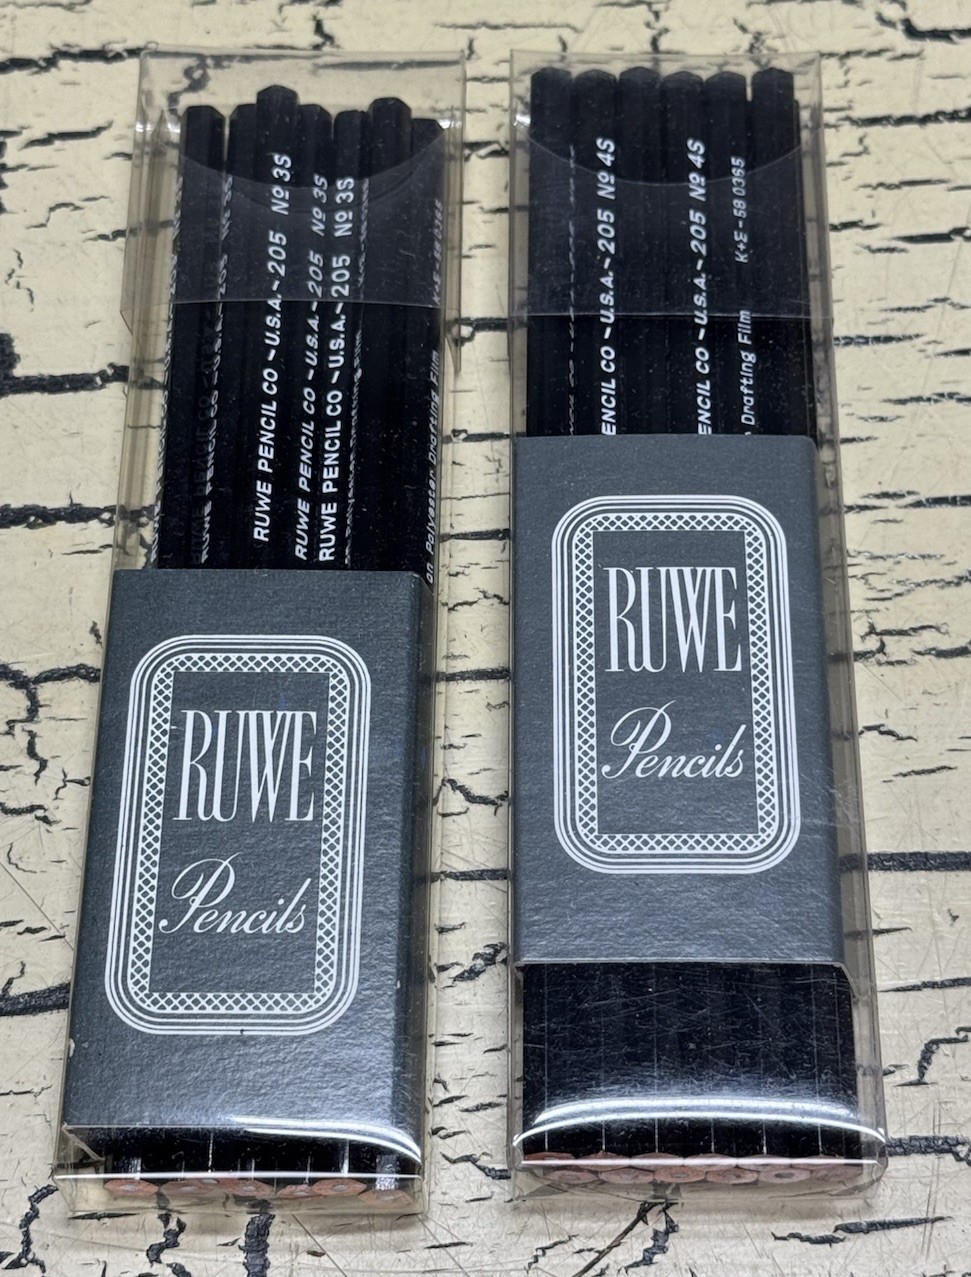 RUWE PENCIL CO - U.S.A. - 205 Nº 3S
RUWE PENCIL CO - U.S.A. - 205 Nº 3S
RUWE PENCIL CO - U.S.A. - 205 Nº 3S
on Polyester Drafting Film K+E-58 0365
RUWE
Pencils
PENCIL CO - U.S.A. - 205 Nº 4S
PENCIL CO - U.S.A. - 205 Nº 4S
Drafting Film K+E-58 0365
RUWE
Pencils